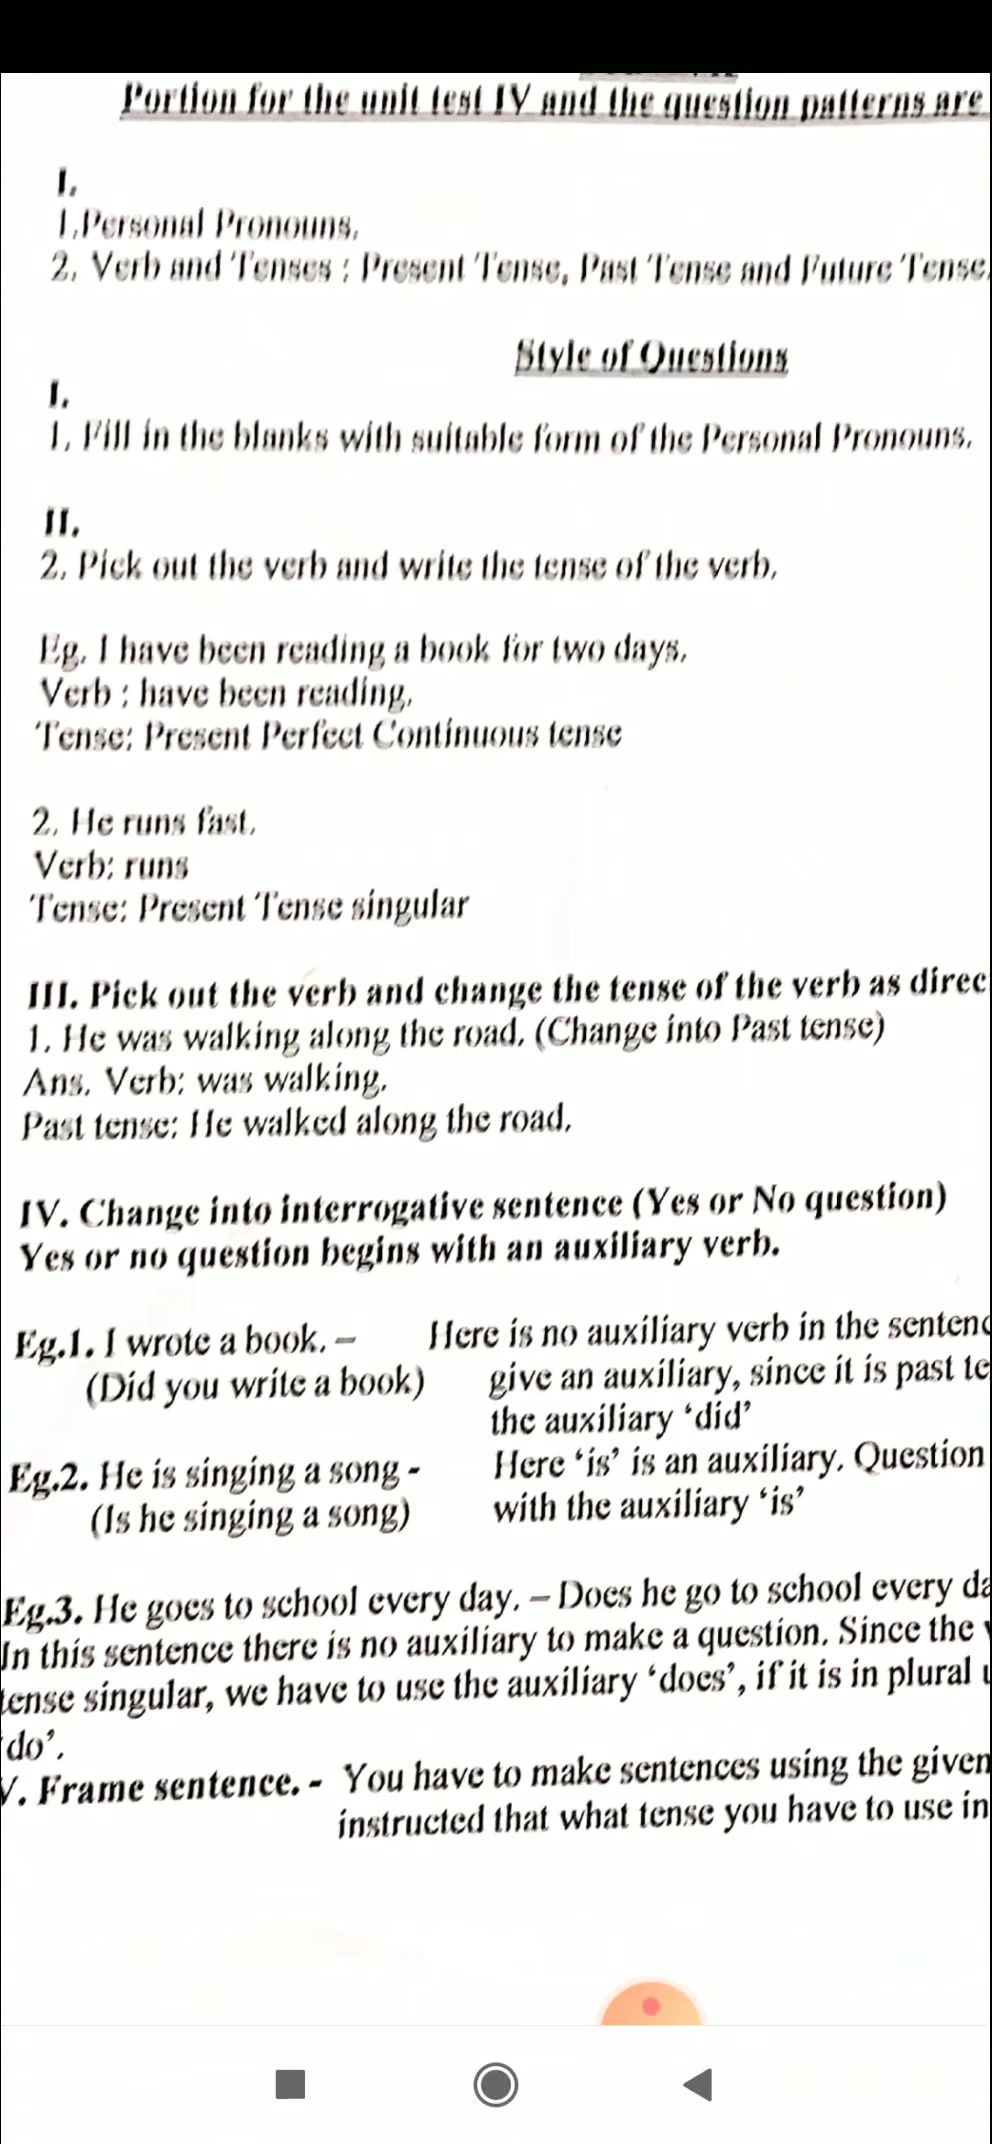 Portion for the unit test IV and the question patterns are
I.
1.Personal Pronouns.
2. Verb and Tenses : Present Tense, Past Tense and Future Tense.
Style of Questions
I.
1. Fill in the blanks with suitable form of the Personal Pronouns.
II.
2. Pick out the verb and write the tense of the verb.
Eg. I have been reading a book for two days.
Verb : have been reading.
Tense: Present Perfect Continuous tense
2. He runs fast.
Verb: runs
Tense: Present Tense singular
III. Pick out the verb and change the tense of the verb as direc
1. He was walking along the road. (Change into Past tense)
Ans. Verb: was walking.
Past tense: He walked along the road.
IV. Change into interrogative sentence (Yes or No question)
Yes or no question begins with an auxiliary verb.
Eg.1. I wrote a book. – Here is no auxiliary verb in the sentenc
(Did you write a book) give an auxiliary, since it is past te
the auxiliary ‘did’
Eg.2. He is singing a song - Here ‘is’ is an auxiliary. Question
(Is he singing a song) with the auxiliary ‘is’
Eg.3. He goes to school every day. – Does he go to school every da
In this sentence there is no auxiliary to make a question. Since the
tense singular, we have to use the auxiliary ‘does’, if it is in plural
‘do’.
V. Frame sentence. - You have to make sentences using the given
instructed that what tense you have to use in